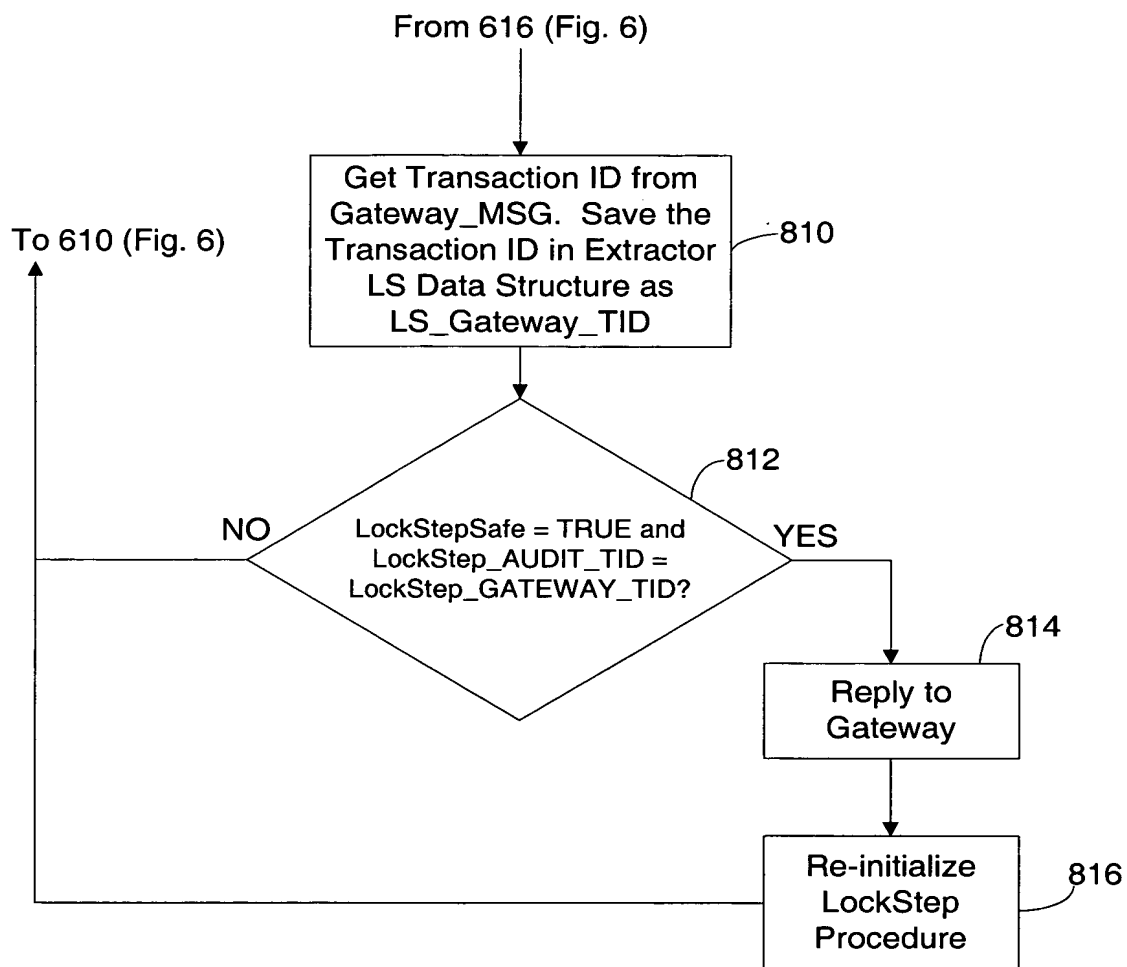 From 616 (Fig. 6)
Get Transaction ID from
Gateway_MSG. Save the
Transaction ID in Extractor
LS Data Structure as
LS_Gateway_TID
810
To 610 (Fig. 6)
812
NO
LockStepSafe = TRUE and
LockStep_AUDIT_TID =
LockStep_GATEWAY_TID?
YES
814
Reply to
Gateway
Re-initialize
LockStep
Procedure
816